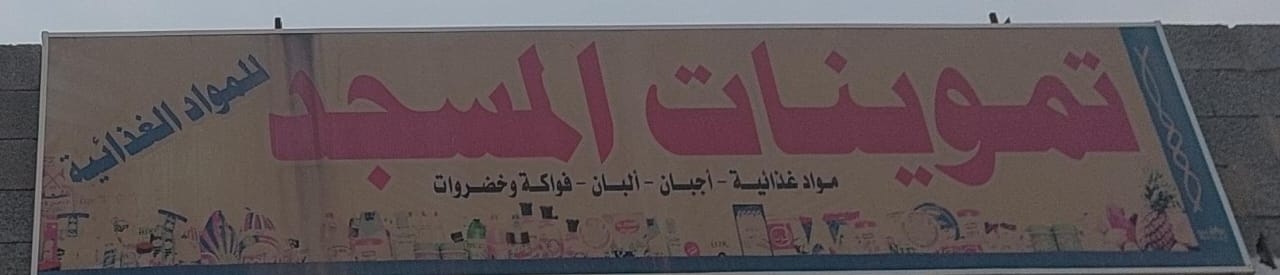 تموينات المسجد
للمواد الغذائية
مواد غذائية - أجبان - ألبان - فواكة وخضروات